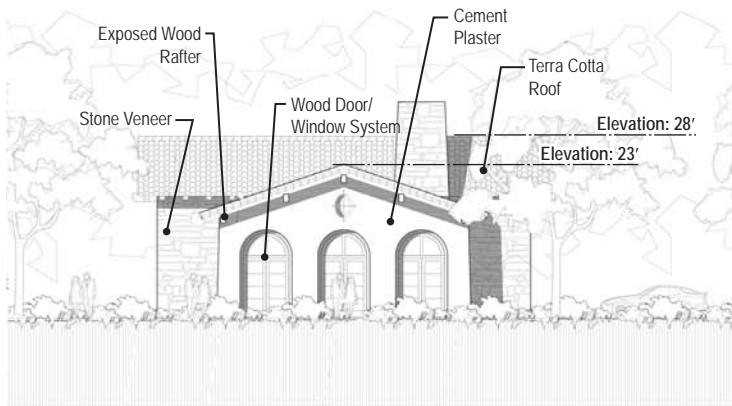 Cement
Plaster
Exposed Wood
Rafter
Terra Cotta
Roof
Stone Veneer
Wood Door/
Window System
Elevation: 28'
Elevation: 23'